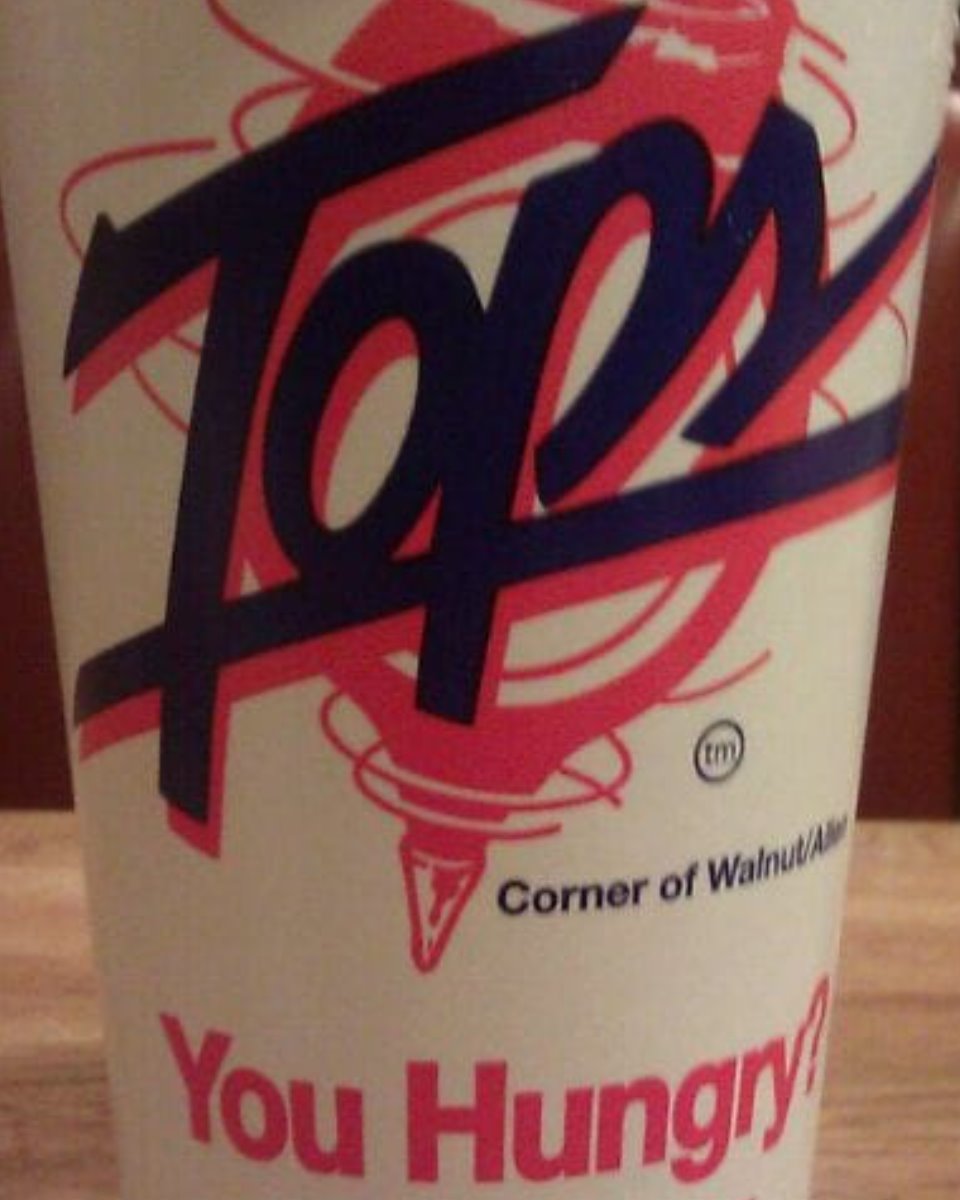 Tops
tm
Corner of Walnut/Allen
You Hungry?